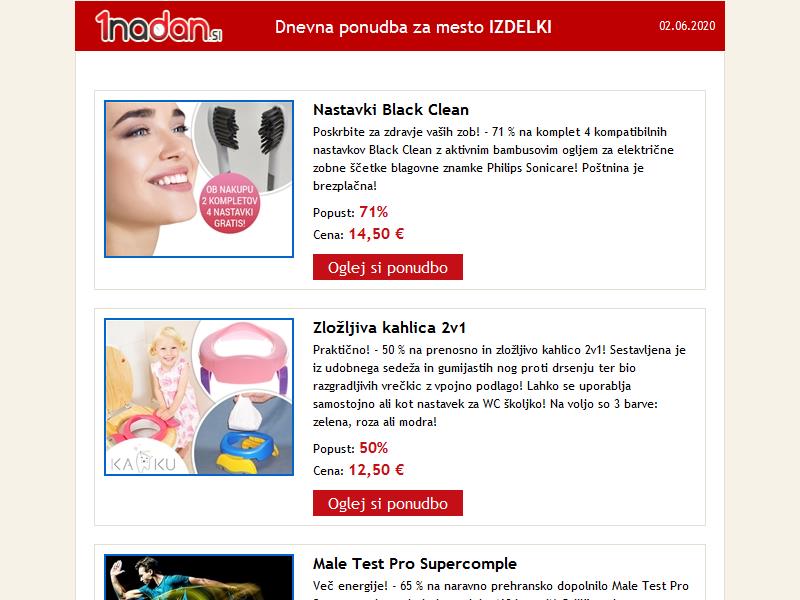 1nadan.si
Dnevna ponudba za mesto IZDELKI
02.06.2020
OB NAKUPU
2 KOMPLETOV
4 NASTAVKI
GRATIS!
Nastavki Black Clean
Poskrbite za zdravje vaših zob! - 71 % na komplet 4 kompatibilnih
nastavkov Black Clean z aktivnim bambusovim ogljem za električne
zobne ščetke blagovne znamke Philips Sonicare! Poštnina je
brezplačna!
Popust: 71%
Cena: 14,50 €
Oglej si ponudbo
KAKU
Zložljiva kahlica 2v1
Praktično! - 50 % na prenosno in zložljivo kahlico 2v1! Sestavljena je
iz udobnega sedeža in gumijastih nog proti drsenju ter bio
razgradljivih vrečkic z vpojno podlago! Lahko se uporablja
samostojno ali kot nastavek za WC školjko! Na voljo so 3 barve:
zelena, roza ali modra!
Popust: 50%
Cena: 12,50 €
Oglej si ponudbo
Male Test Pro Supercomple
Več energije! - 65 % na naravno prehransko dopolnilo Male Test Pro